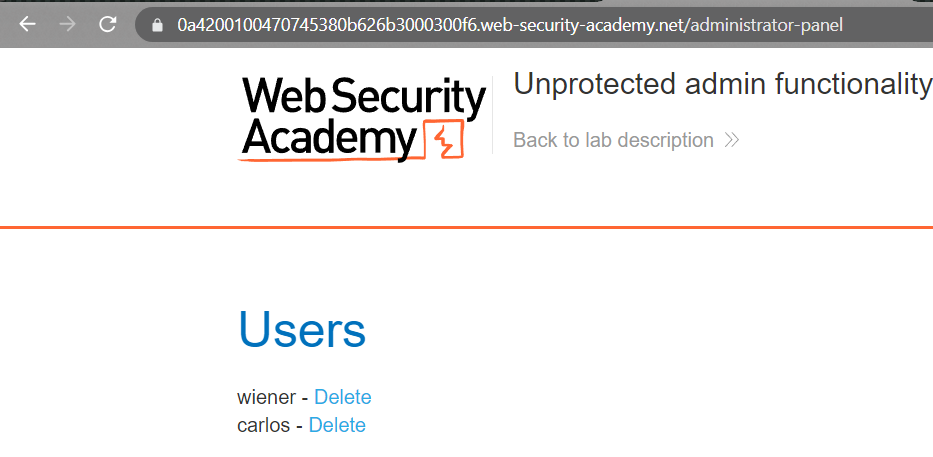 0a4200100470745380b626b3000300f6.web-security-academy.net/administrator-panel
Web Security
Academy
Unprotected admin functionality
Back to lab description
Users
wiener - Delete
carlos - Delete